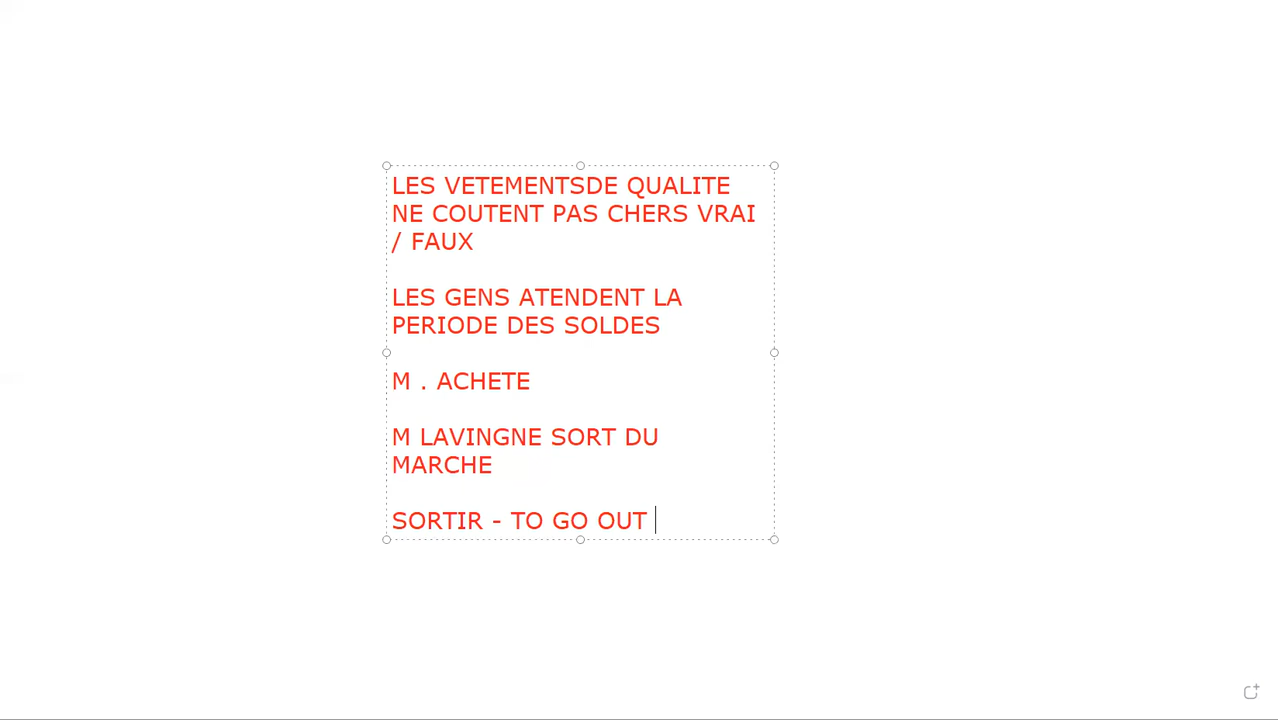 LES VETEMENTSDE QUALITE
NE COUTENT PAS CHERS VRAI
/ FAUX
LES GENS ATENDENT LA
PERIODE DES SOLDES
M . ACHETE
M LAVINGNE SORT DU
MARCHE
SORTIR - TO GO OUT